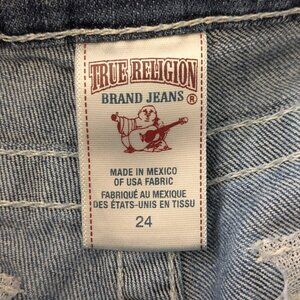 TRUE RELIGION
BRAND JEANS ®
MADE IN MEXICO
OF USA FABRIC
FABRIQUÉ AU MEXIQUE
DES ÉTATS-UNIS EN TISSU
24